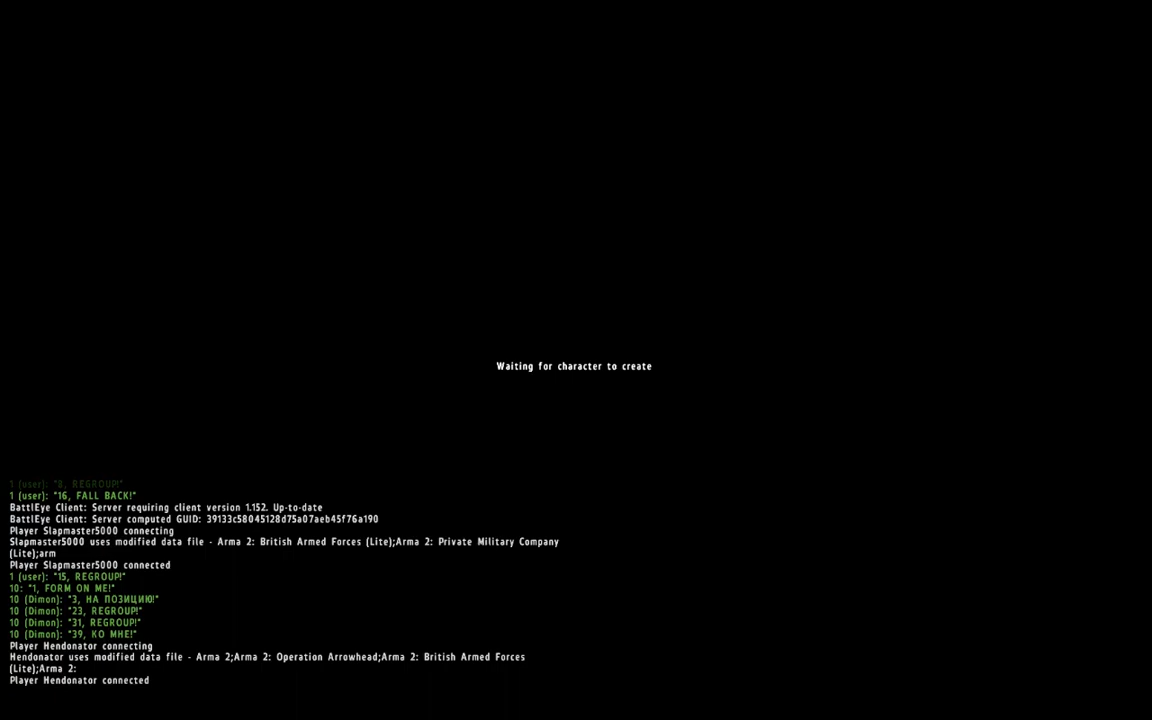 Waiting for character to create
1 (user): "8, REGROUP!"
1 (user): "16, FALL BACK!"
BattlEye Client: Server requiring client version 1.152. Up-to-date
BattlEye Client: Server computed GUID: 39133c58045128d75a07aeb45f76a190
Player Slapmaster5000 connecting
Slapmaster5000 uses modified data file - Arma 2: British Armed Forces (Lite);Arma 2: Private Military Company
(Lite);arm
Player Slapmaster5000 connected
1 (user): "15, REGROUP!"
10: "1, FORM ON ME!"
10 (Dimon): "3, НА ПОЗИЦИЮ!"
10 (Dimon): "23, REGROUP!"
10 (Dimon): "31, REGROUP!"
10 (Dimon): "39, КО МНЕ!"
Player Hendonator connecting
Hendonator uses modified data file - Arma 2;Arma 2: Operation Arrowhead;Arma 2: British Armed Forces
(Lite);Arma 2:
Player Hendonator connected